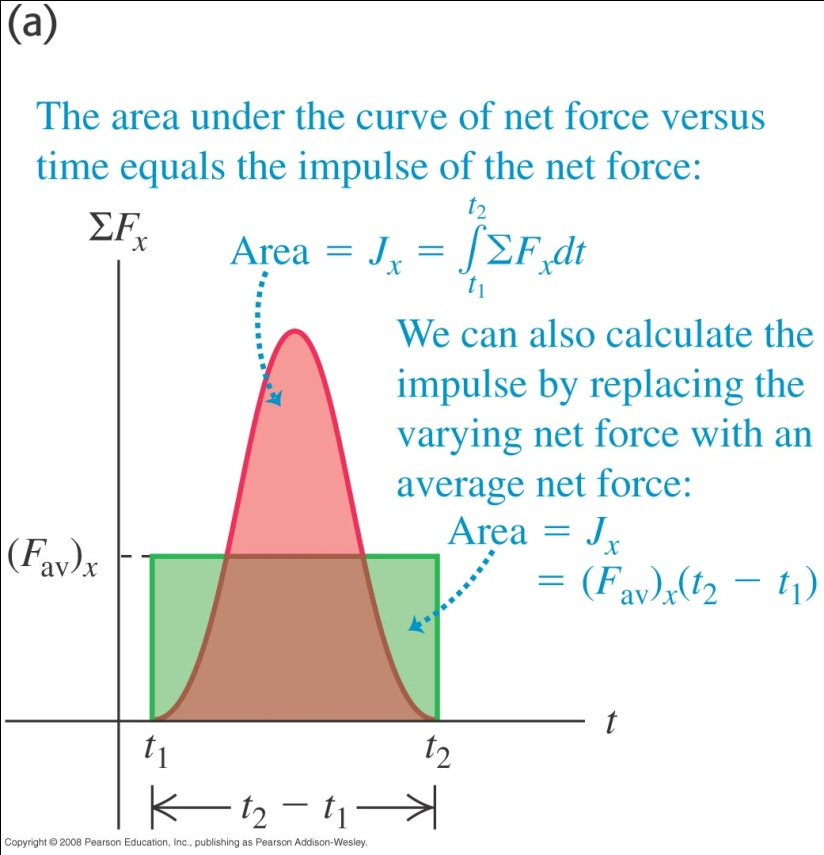 (a)
The area under the curve of net force versus
time equals the impulse of the net force:
ΣFₓ
Area = Jₓ = ∫ₜ₁ᵗ² ΣFₓdt
We can also calculate the
impulse by replacing the
varying net force with an
average net force:
Area = Jₓ
= (Fav)ₓ(t₂ − t₁)
(Fav)ₓ
t
t₁
t₂
t₂ − t₁
Copyright © 2008 Pearson Education, Inc., publishing as Pearson Addison-Wesley.